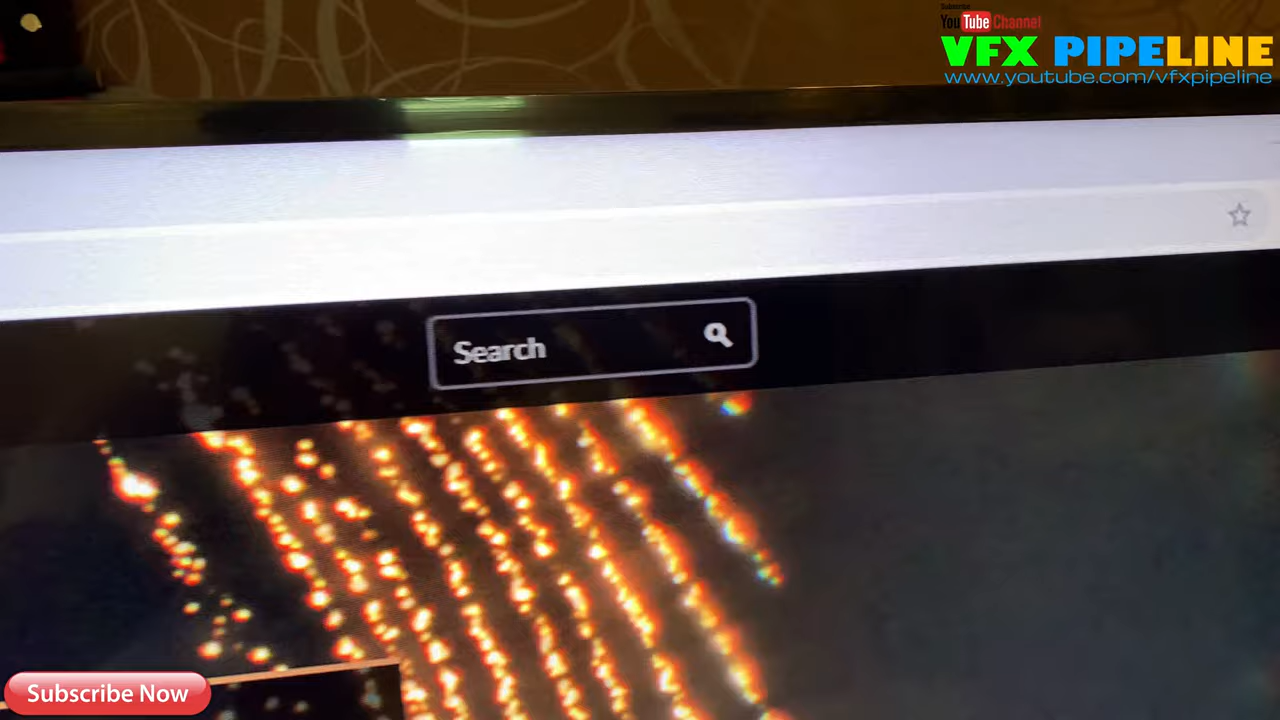 Subscribe
YouTube Channel
VFX PIPELINE
www.youtube.com/vfxpipeline
Search
Subscribe Now